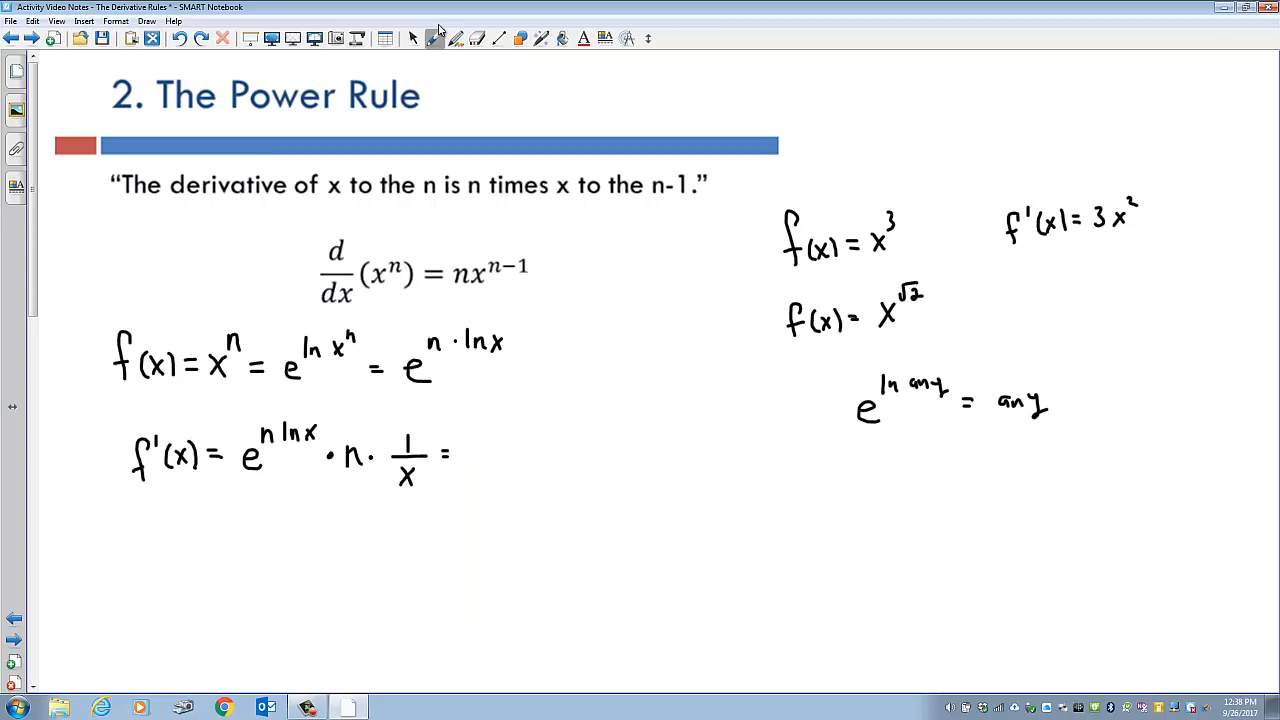 Activity Video Notes - The Derivative Rules * - SMART Notebook
File Edit View Insert Format Draw Help
2. The Power Rule
“The derivative of x to the n is n times x to the n-1.”
d/dx (xⁿ) = nxⁿ⁻¹
f(x) = x^n = e^(ln x^n) = e^(n · ln x)
f'(x) = e^(n ln x) · n · 1/x =
f(x) = x^3
f'(x) = 3x^2
f(x) = x^√2
e^(ln any) = any
12:38 PM
9/26/2017